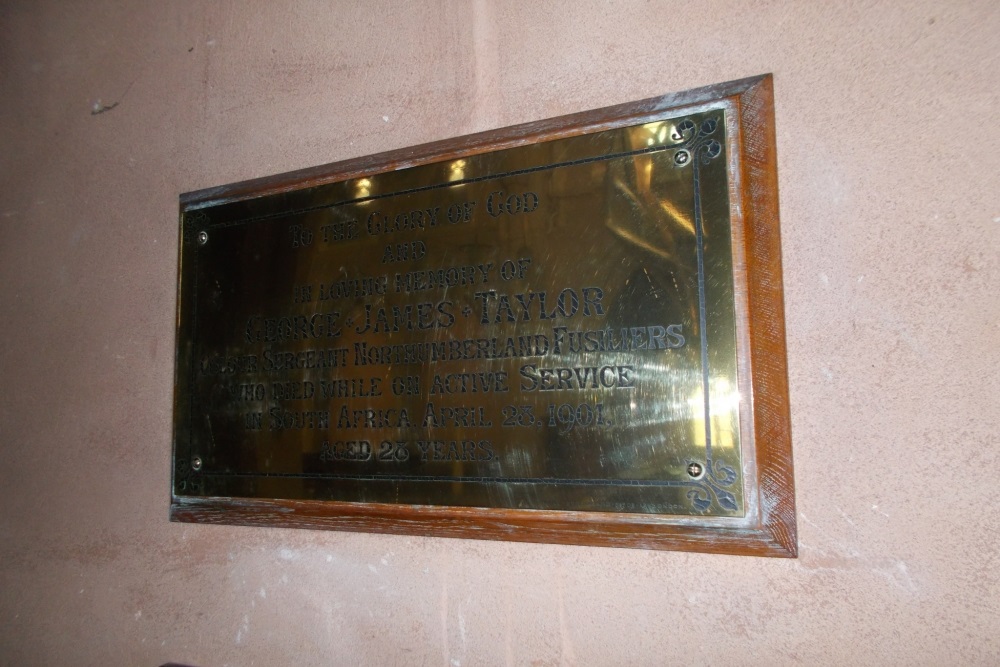 TO THE GLORY OF GOD
AND
IN LOVING MEMORY OF
GEORGE + JAMES + TAYLOR
COLOUR SERGEANT NORTHUMBERLAND FUSILIERS
WHO DIED WHILE ON ACTIVE SERVICE
IN SOUTH AFRICA, APRIL 28, 1901,
AGED 28 YEARS.